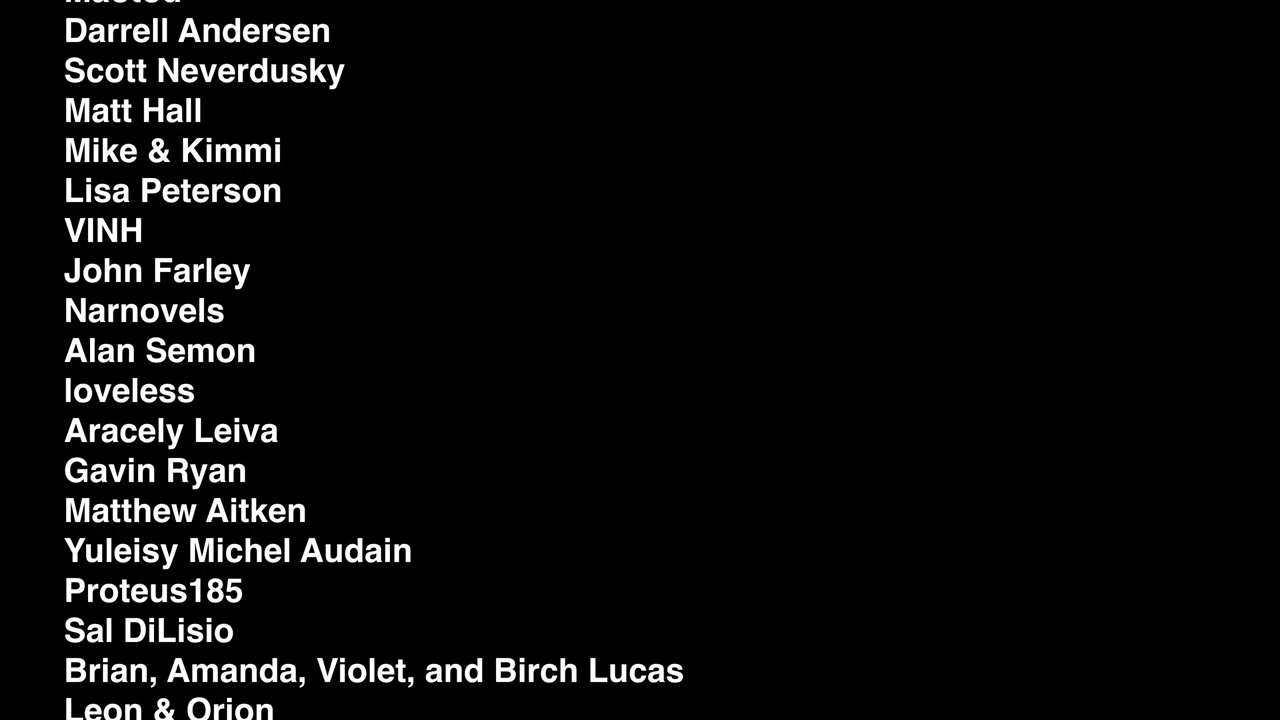 Darrell Andersen
Scott Neverdusky
Matt Hall
Mike & Kimmi
Lisa Peterson
VINH
John Farley
Narnovels
Alan Semon
loveless
Aracely Leiva
Gavin Ryan
Matthew Aitken
Yuleisy Michel Audain
Proteus185
Sal DiLisio
Brian, Amanda, Violet, and Birch Lucas
Leon & Orion